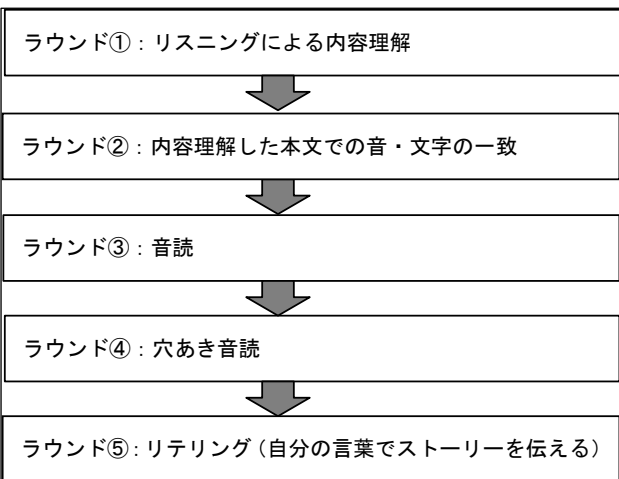 ラウンド①：リスニングによる内容理解
ラウンド②：内容理解した本文での音・文字の一致
ラウンド③：音読
ラウンド④：穴あき音読
ラウンド⑤：リテリング（自分の言葉でストーリーを伝える）